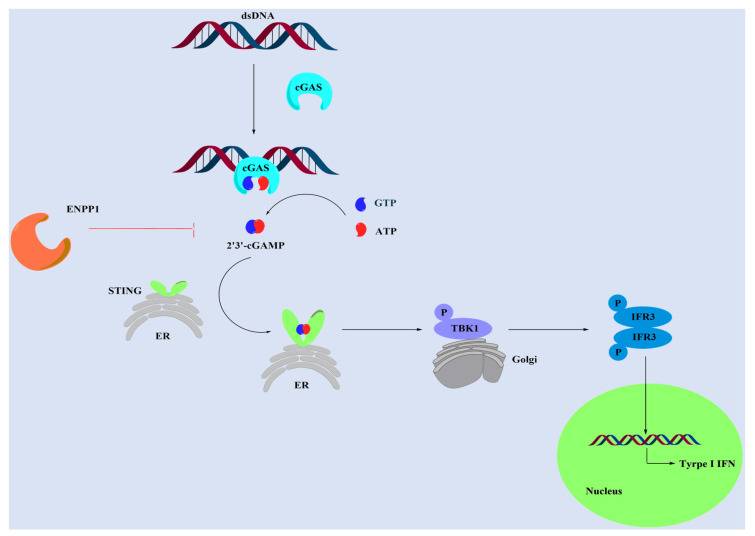 dsDNA
cGAS
cGAS
GTP
ATP
ENPP1
2'3'-cGAMP
STING
ER
ER
P
TBK1
Golgi
P
IFR3
IFR3
P
Tyrpe I IFN
Nucleus